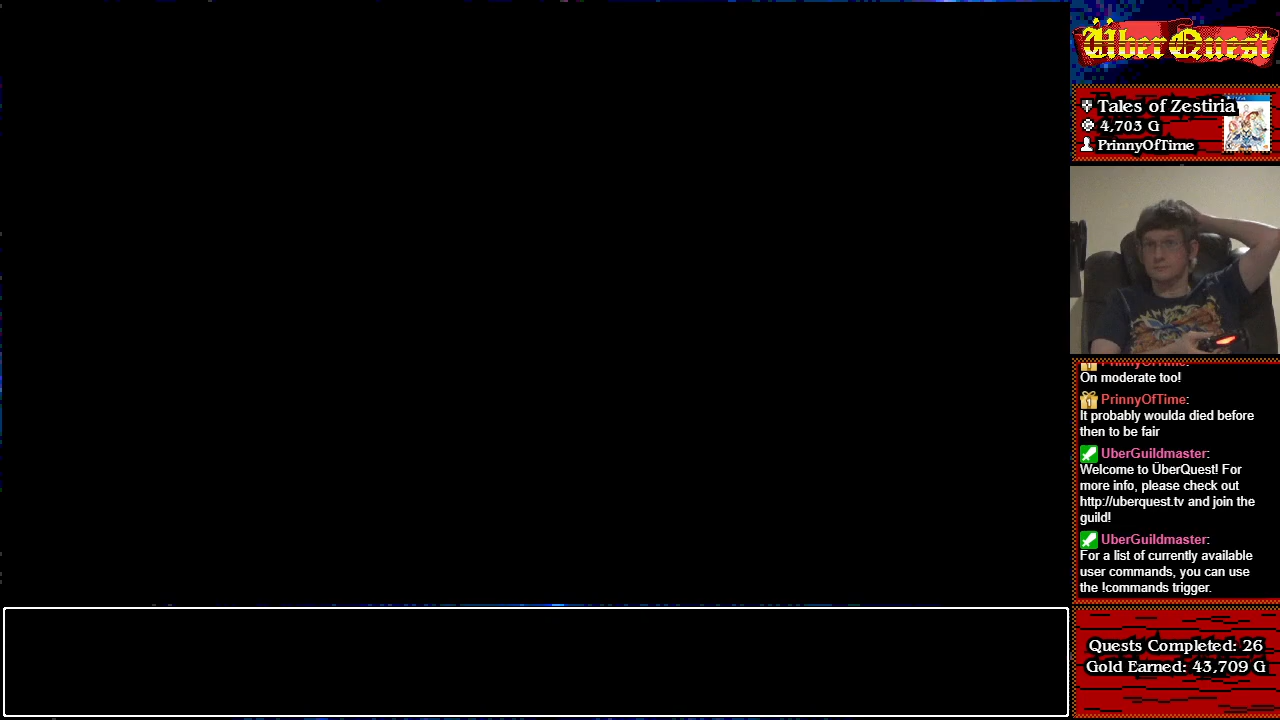 ÜberQuest
Tales of Zestiria
4,703 G
PrinnyOfTime
PrinnyOfTime:
On moderate too!
PrinnyOfTime:
It probably woulda died before
then to be fair
UberGuildmaster:
Welcome to ÜberQuest! For
more info, please check out
http://uberquest.tv and join the
guild!
UberGuildmaster:
For a list of currently available
user commands, you can use
the !commands trigger.
Quests Completed: 26
Gold Earned: 43,709 G